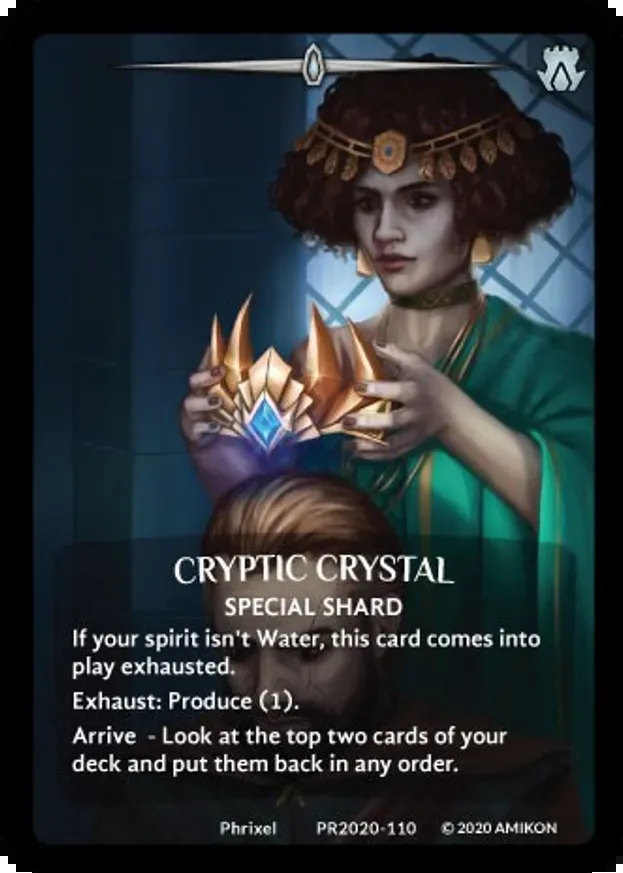 CRYPTIC CRYSTAL
SPECIAL SHARD
If your spirit isn't Water, this card comes into
play exhausted.
Exhaust: Produce (1).
Arrive - Look at the top two cards of your
deck and put them back in any order.
Phrixel PR2020-110 © 2020 AMIKON